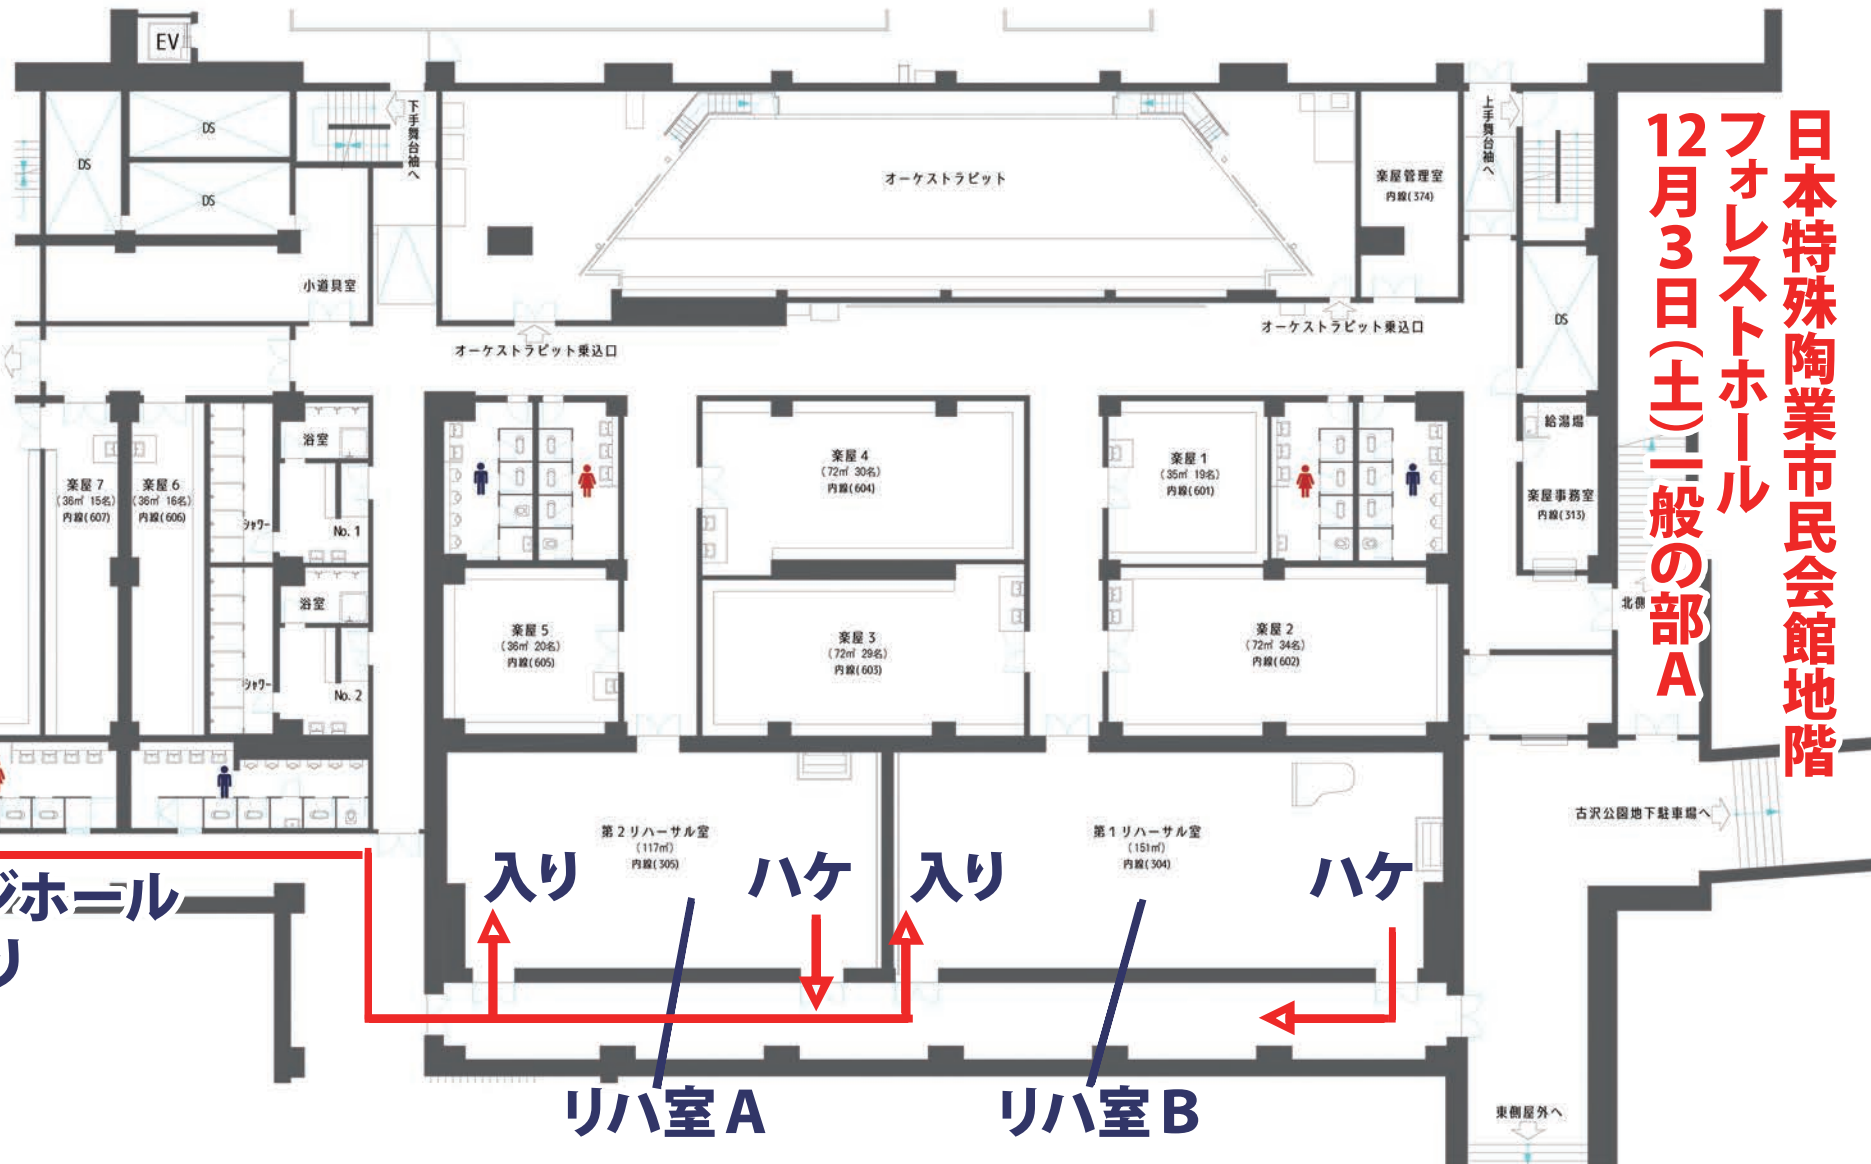 日本特殊陶業市民会館地階
フォレストホール
12月3日(土)一般の部A
EV
DS
DS
DS
下手舞台袖へ
小道具室
オーケストラピット
オーケストラピット乗込口
オーケストラピット乗込口
楽屋管理室
内線(374)
上手舞台袖へ
DS
給湯場
楽屋事務室
内線(313)
北側
楽屋7
(36㎡ 15名)
内線(607)
楽屋6
(36㎡ 16名)
内線(606)
シャワー
浴室
No.1
シャワー
浴室
No.2
楽屋4
(72㎡ 30名)
内線(604)
楽屋1
(35㎡ 19名)
内線(601)
楽屋5
(36㎡ 20名)
内線(605)
楽屋3
(72㎡ 29名)
内線(603)
楽屋2
(72㎡ 34名)
内線(602)
第2リハーサル室
(117㎡)
内線(305)
第1リハーサル室
(151㎡)
内線(304)
古沢公園地下駐車場へ
入り
ハケ
入り
ハケ
ジホール
リ
リハ室A
リハ室B
東側屋外へ